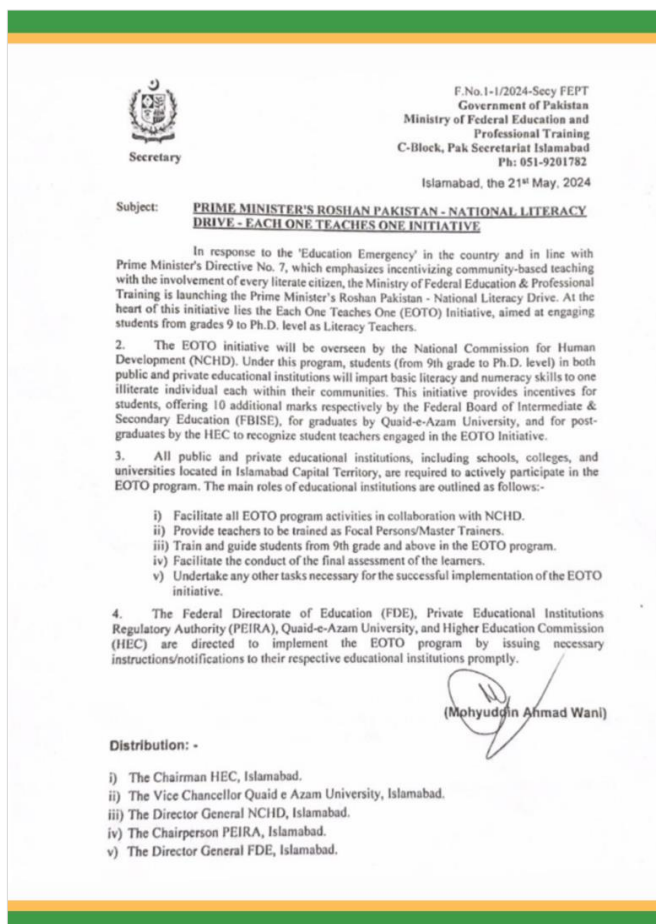 Secretary
F.No.1-1/2024-Secy FEPT
Government of Pakistan
Ministry of Federal Education and
Professional Training
C-Block, Pak Secretariat Islamabad
Ph: 051-9201782
Islamabad, the 21st May, 2024
Subject: PRIME MINISTER'S ROSHAN PAKISTAN - NATIONAL LITERACY
DRIVE - EACH ONE TEACHES ONE INITIATIVE
In response to the 'Education Emergency' in the country and in line with
Prime Minister's Directive No. 7, which emphasizes incentivizing community-based teaching
with the involvement of every literate citizen, the Ministry of Federal Education & Professional
Training is launching the Prime Minister's Roshan Pakistan - National Literacy Drive. At the
heart of this initiative lies the Each One Teaches One (EOTO) Initiative, aimed at engaging
students from grades 9 to Ph.D. level as Literacy Teachers.
2. The EOTO initiative will be overseen by the National Commission for Human
Development (NCHD). Under this program, students (from 9th grade to Ph.D. level) in both
public and private educational institutions will impart basic literacy and numeracy skills to one
illiterate individual each within their communities. This initiative provides incentives for
students, offering 10 additional marks respectively by the Federal Board of Intermediate &
Secondary Education (FBISE), for graduates by Quaid-e-Azam University, and for post-
graduates by the HEC to recognize student teachers engaged in the EOTO Initiative.
3. All public and private educational institutions, including schools, colleges, and
universities located in Islamabad Capital Territory, are required to actively participate in the
EOTO program. The main roles of educational institutions are outlined as follows:-
i) Facilitate all EOTO program activities in collaboration with NCHD.
ii) Provide teachers to be trained as Focal Persons/Master Trainers.
iii) Train and guide students from 9th grade and above in the EOTO program.
iv) Facilitate the conduct of the final assessment of the learners.
v) Undertake any other tasks necessary for the successful implementation of the EOTO
initiative.
4. The Federal Directorate of Education (FDE), Private Educational Institutions
Regulatory Authority (PEIRA), Quaid-e-Azam University, and Higher Education Commission
(HEC) are directed to implement the EOTO program by issuing necessary
instructions/notifications to their respective educational institutions promptly.
(Mohyuddin Ahmad Wani)
Distribution: -
i) The Chairman HEC, Islamabad.
ii) The Vice Chancellor Quaid e Azam University, Islamabad.
iii) The Director General NCHD, Islamabad.
iv) The Chairperson PEIRA, Islamabad.
v) The Director General FDE, Islamabad.